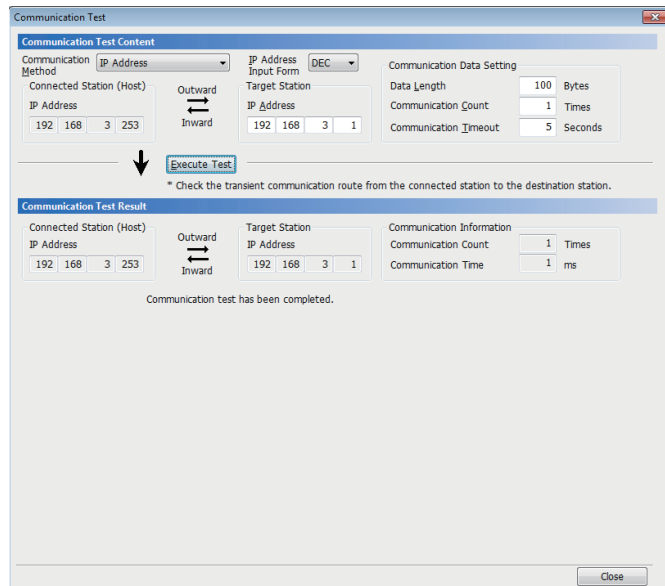 Communication Test
Communication Test Content
Communication Method IP Address
IP Address Input Form DEC
Connected Station (Host)
IP Address
192 168 3 253
Outward
Inward
Target Station
IP Address
192 168 3 1
Communication Data Setting
Data Length 100 Bytes
Communication Count 1 Times
Communication Timeout 5 Seconds
Execute Test
* Check the transient communication route from the connected station to the destination station.
Communication Test Result
Connected Station (Host)
IP Address
192 168 3 253
Outward
Inward
Target Station
IP Address
192 168 3 1
Communication Information
Communication Count 1 Times
Communication Time 1 ms
Communication test has been completed.
Close